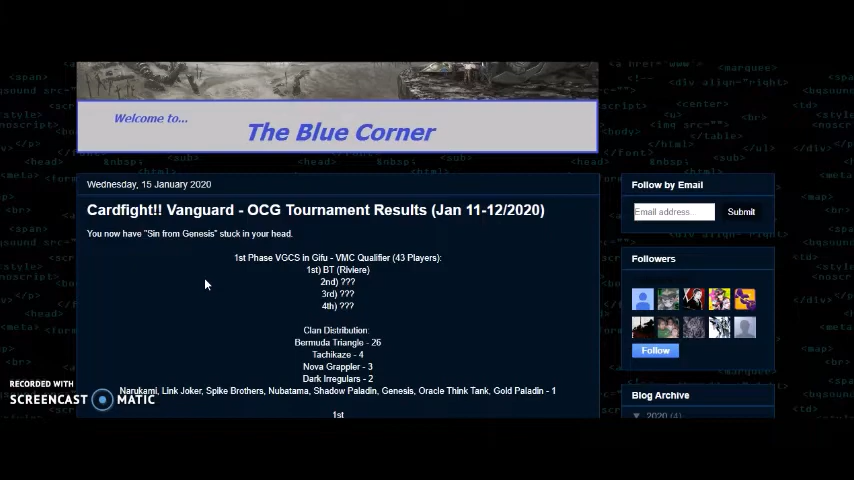 Welcome to...
The Blue Corner
Wednesday, 15 January 2020
Cardfight!! Vanguard - OCG Tournament Results (Jan 11-12/2020)
You now have "Sin from Genesis" stuck in your head.
1st Phase VGCS in Gifu - VMC Qualifier (43 Players):
1st) BT (Riviere)
2nd) ???
3rd) ???
4th) ???
Clan Distribution:
Bermuda Triangle - 26
Tachikaze - 4
Nova Grappler - 3
Dark Irregulars - 2
Narukami, Link Joker, Spike Brothers, Nubatama, Shadow Paladin, Genesis, Oracle Think Tank, Gold Paladin - 1
1st
Follow by Email
Email address...
Submit
Followers
Follow
Blog Archive
▼ 2020 (4)
RECORDED WITH
SCREENCAST MATIC